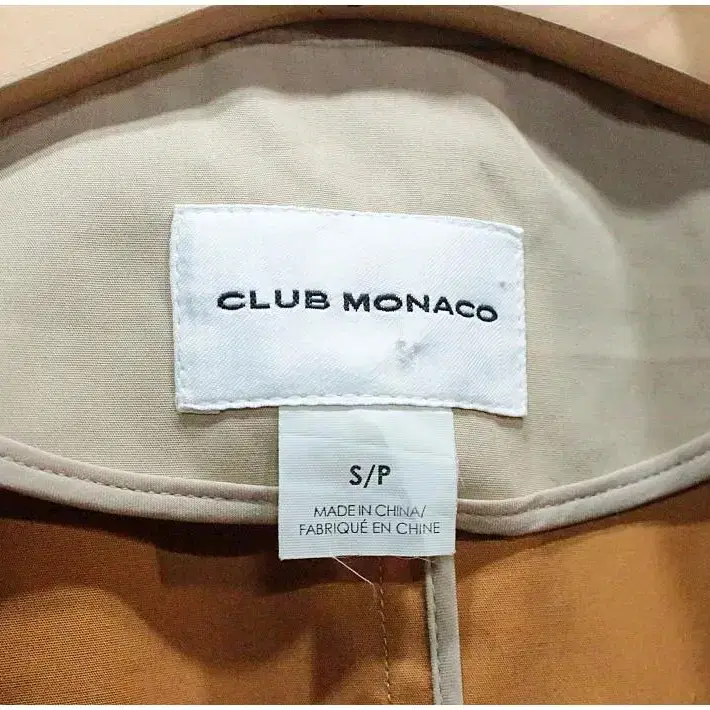 CLUB MONACO
S/P
MADE IN CHINA/
FABRIQUÉ EN CHINE